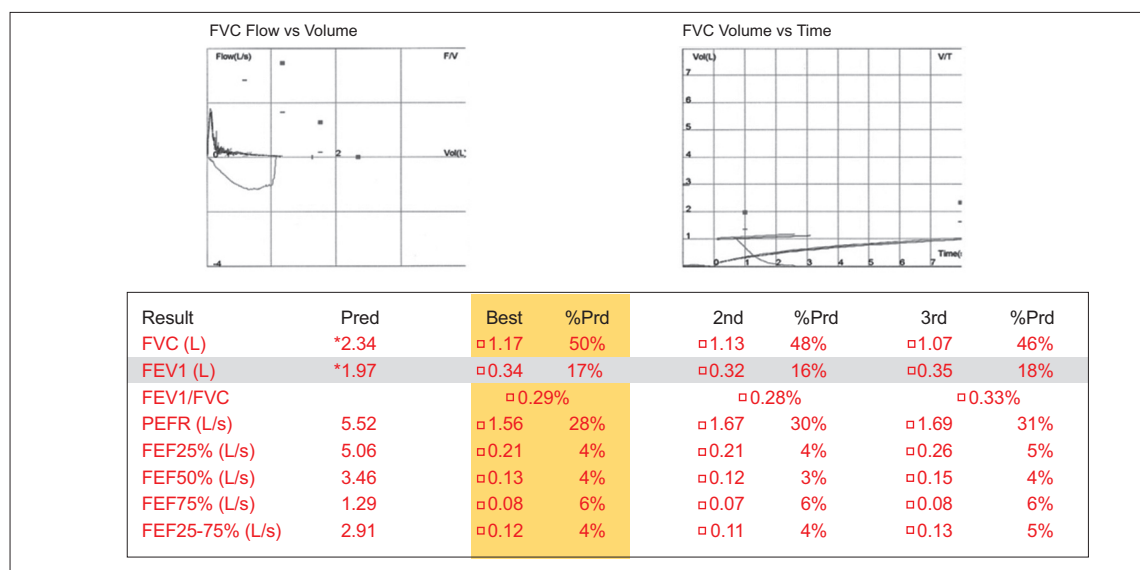 FVC Flow vs Volume
Flow(L/s) F/V
0 2 Vol(L)
-4
FVC Volume vs Time
Vol(L) V/T
7
6
5
4
3
2
1
0 1 2 3 4 5 6 7 Time(
Result Pred Best %Prd 2nd %Prd 3rd %Prd
FVC (L) *2.34 □1.17 50% □1.13 48% □1.07 46%
FEV1 (L) *1.97 □0.34 17% □0.32 16% □0.35 18%
FEV1/FVC □0.29% □0.28% □0.33%
PEFR (L/s) 5.52 □1.56 28% □1.67 30% □1.69 31%
FEF25% (L/s) 5.06 □0.21 4% □0.21 4% □0.26 5%
FEF50% (L/s) 3.46 □0.13 4% □0.12 3% □0.15 4%
FEF75% (L/s) 1.29 □0.08 6% □0.07 6% □0.08 6%
FEF25-75% (L/s) 2.91 □0.12 4% □0.11 4% □0.13 5%